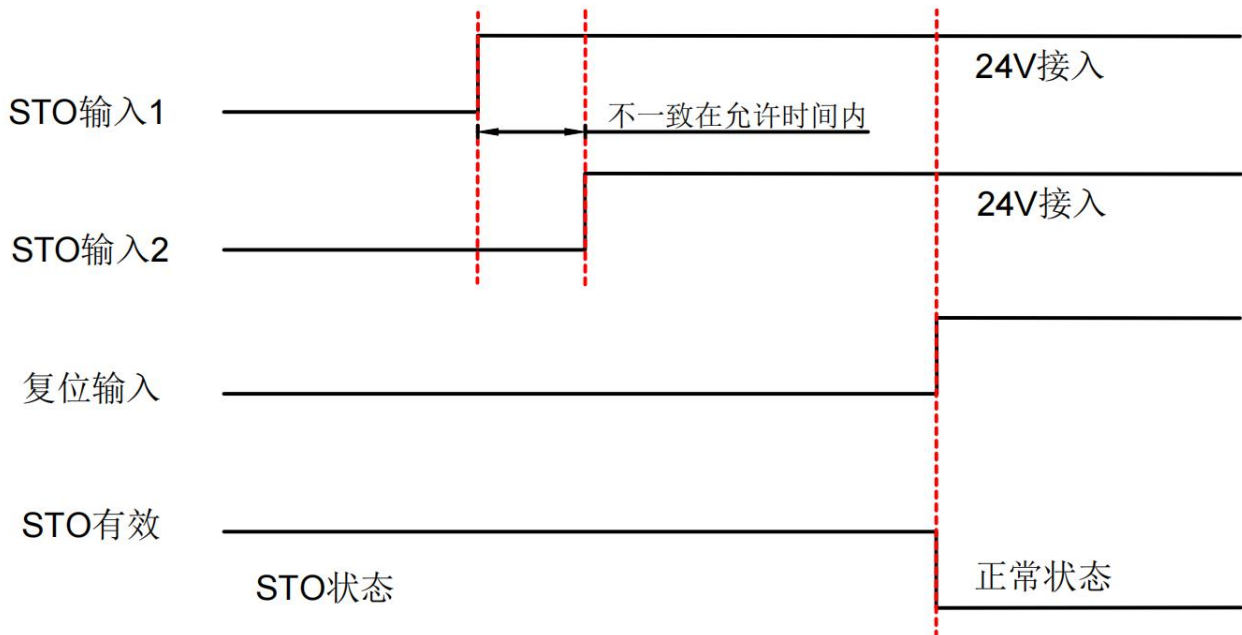 24V接入
STO输入1
不一致在允许时间内
24V接入
STO输入2
复位输入
STO有效
STO状态
正常状态